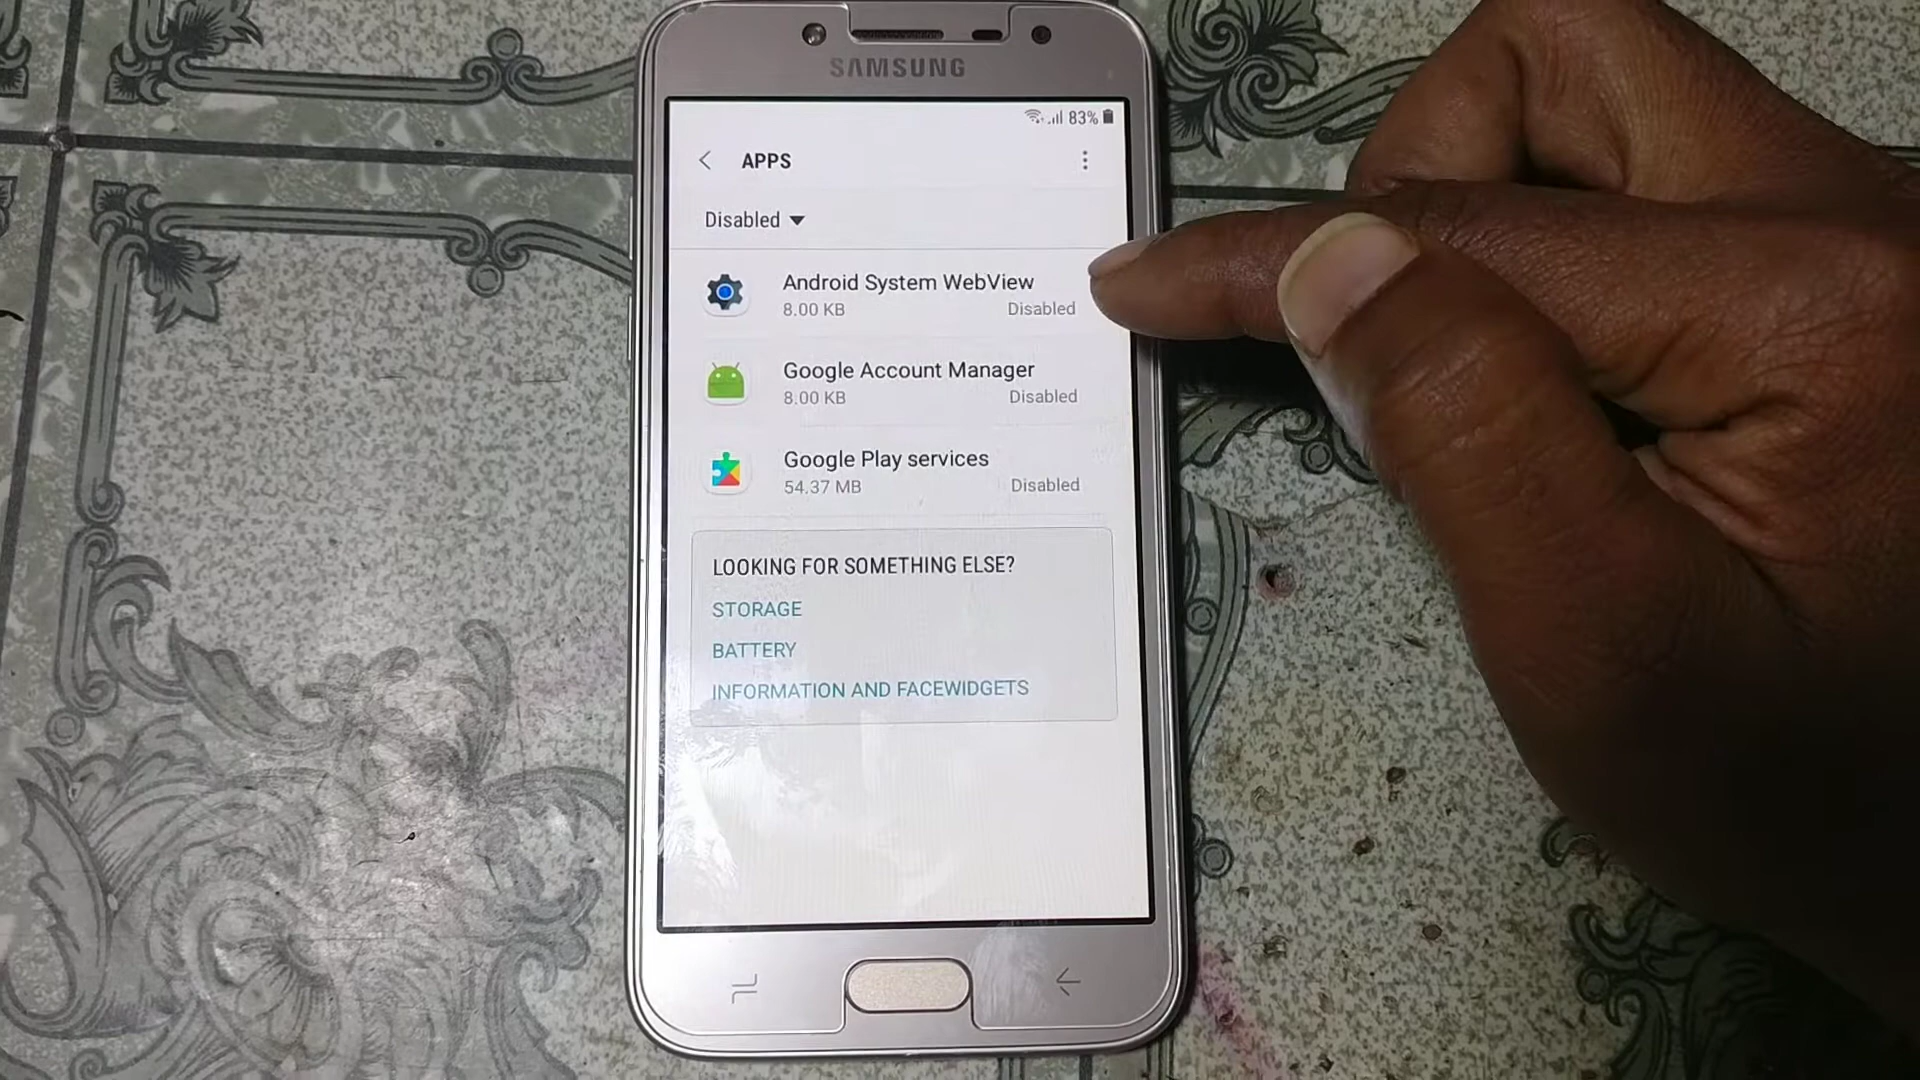 SAMSUNG
83%
APPS
Disabled
Android System WebView
8.00 KB
Disabled
Google Account Manager
8.00 KB
Disabled
Google Play services
54.37 MB
Disabled
LOOKING FOR SOMETHING ELSE?
STORAGE
BATTERY
INFORMATION AND FACEWIDGETS